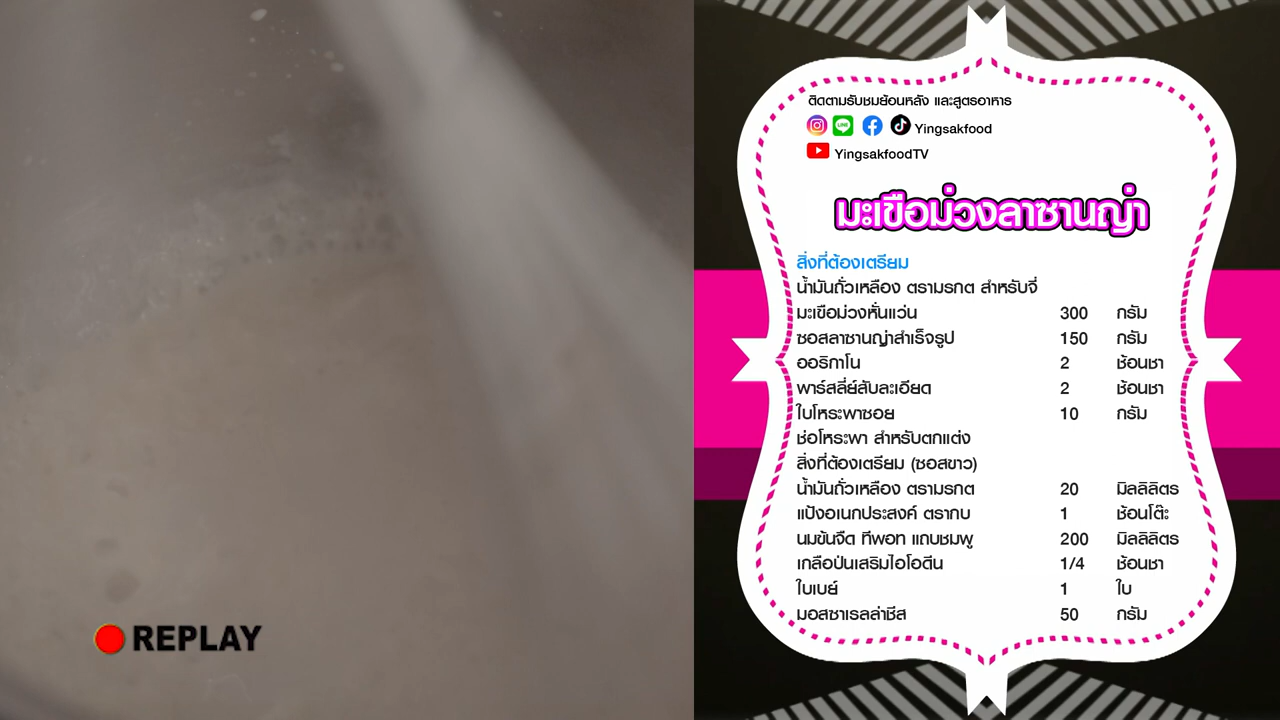 ติดตามรับชมย้อนหลัง และสูตรอาหาร
Yingsakfood
YingsakfoodTV
มะเขือม่วงลาซานญ่า
สิ่งที่ต้องเตรียม
น้ำมันถั่วเหลือง ตรามรกต สำหรับจี่
มะเขือม่วงหั่นแว่น 300 กรัม
ซอสลาซานญ่าสำเร็จรูป 150 กรัม
ออริกาโน 2 ช้อนชา
พาร์สลี่ย์สับละเอียด 2 ช้อนชา
ใบโหระพาซอย 10 กรัม
ช่อโหระพา สำหรับตกแต่ง
สิ่งที่ต้องเตรียม (ซอสขาว)
น้ำมันถั่วเหลือง ตรามรกต 20 มิลลิลิตร
แป้งอเนกประสงค์ ตรากบ 1 ช้อนโต๊ะ
นมข้นจืด ทีพอท แถบชมพู 200 มิลลิลิตร
เกลือป่นเสริมไอโอดีน 1/4 ช้อนชา
ใบเบย์ 1 ใบ
มอสซาเรลล่าชีส 50 กรัม
REPLAY